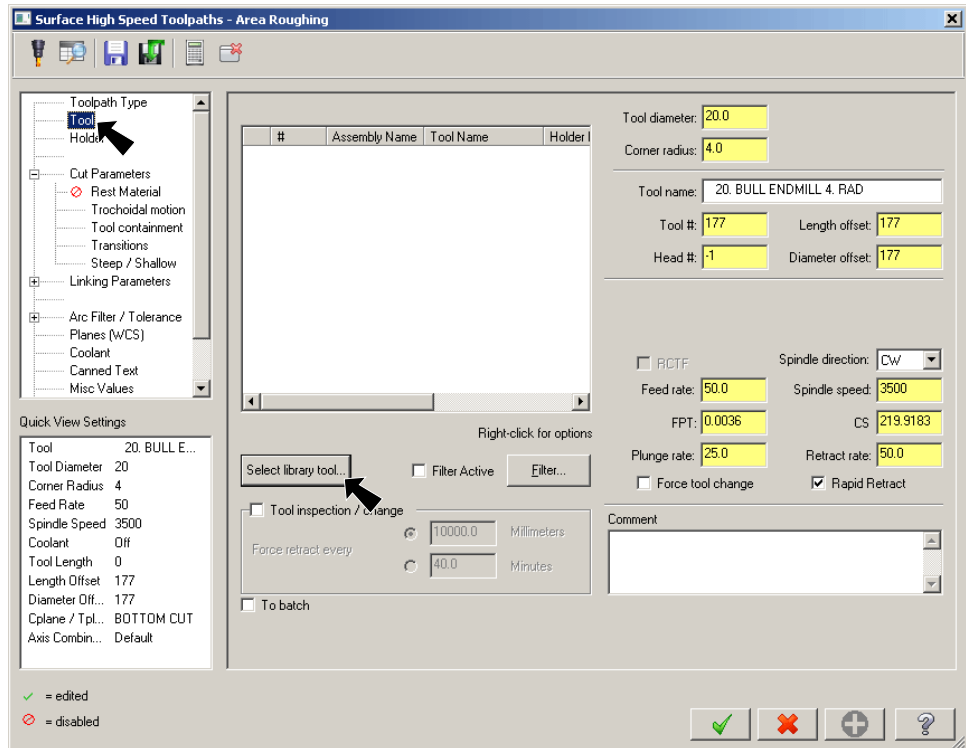 Surface High Speed Toolpaths - Area Roughing
Toolpath Type
Tool
Holder
Cut Parameters
Rest Material
Trochoidal motion
Tool containment
Transitions
Steep / Shallow
Linking Parameters
Arc Filter / Tolerance
Planes (WCS)
Coolant
Canned Text
Misc Values
Quick View Settings
Tool 20. BULL E...
Tool Diameter 20
Corner Radius 4
Feed Rate 50
Spindle Speed 3500
Coolant Off
Tool Length 0
Length Offset 177
Diameter Off... 177
Cplane / Tpl... BOTTOM CUT
Axis Combin... Default
= edited
= disabled
# Assembly Name Tool Name Holder
Right-click for options
Select library tool... Filter Active Filter...
Tool inspection / change
Force retract every
10000.0 Millimeters
40.0 Minutes
To batch
Tool diameter: 20.0
Corner radius: 4.0
Tool name: 20. BULL ENDMILL 4. RAD
Tool #: 177 Length offset: 177
Head #: -1 Diameter offset: 177
RCTF Spindle direction: CW
Feed rate: 50.0 Spindle speed: 3500
FPT: 0.0036 CS 219.9183
Plunge rate: 25.0 Retract rate: 50.0
Force tool change Rapid Retract
Comment